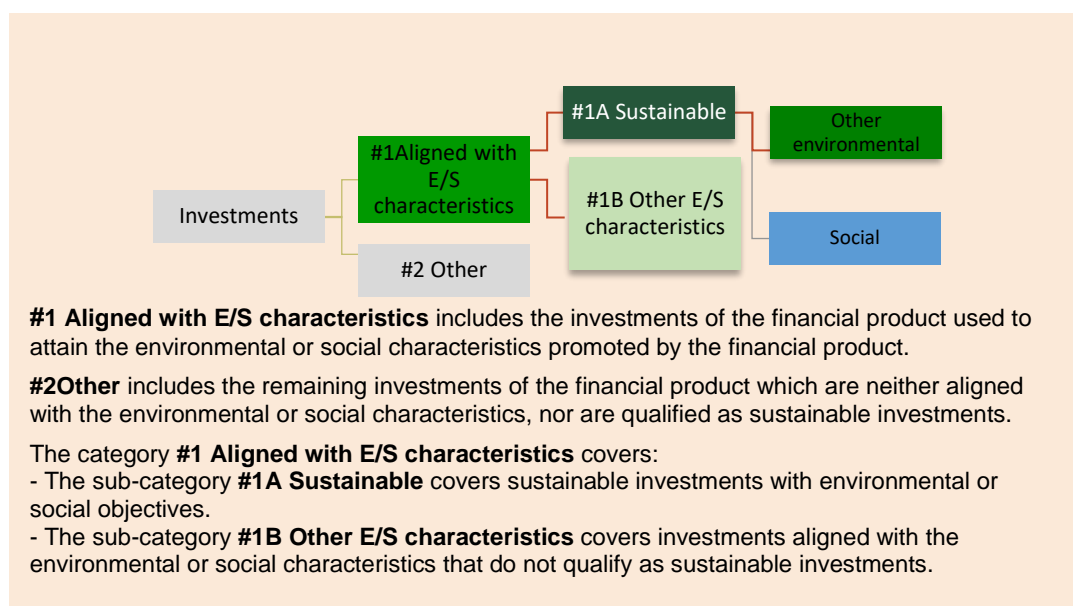 Investments
#1Aligned with
E/S
characteristics
#2 Other
#1A Sustainable
#1B Other E/S
characteristics
Other
environmental
Social
#1 Aligned with E/S characteristics includes the investments of the financial product used to
attain the environmental or social characteristics promoted by the financial product.
#2Other includes the remaining investments of the financial product which are neither aligned
with the environmental or social characteristics, nor are qualified as sustainable investments.
The category #1 Aligned with E/S characteristics covers:
- The sub-category #1A Sustainable covers sustainable investments with environmental or
social objectives.
- The sub-category #1B Other E/S characteristics covers investments aligned with the
environmental or social characteristics that do not qualify as sustainable investments.